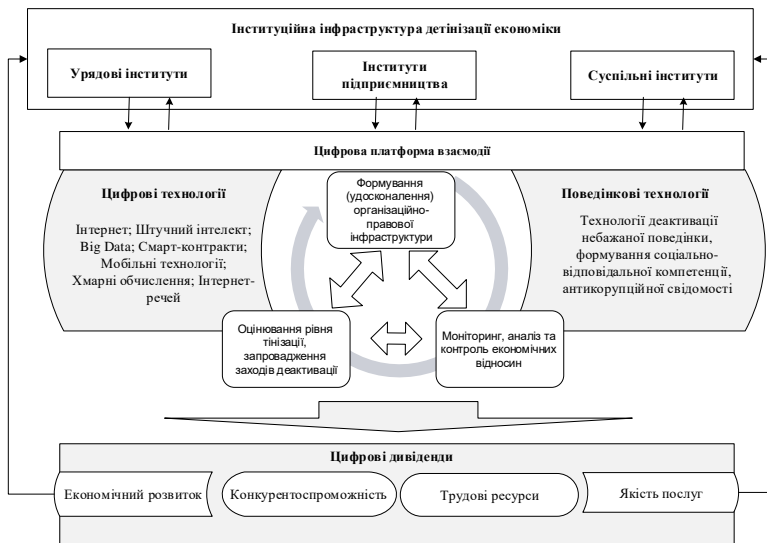 Інституційна інфраструктура детінізації економіки
Урядові інститути
Інститути
підприємництва
Суспільні інститути
Цифрова платформа взаємодії
Цифрові технології
Інтернет; Штучний інтелект;
Big Data; Смарт-контракти;
Мобільні технології;
Хмарні обчислення; Інтернет-
речей
Формування
(удосконалення)
організаційно-
правової
інфраструктури
Поведінкові технології
Технології деактивації
небажаної поведінки,
формування соціально-
відповідальної компетенції,
антикорупційної свідомості
Оцінювання рівня
тінізації,
запровадження
заходів деактивації
Моніторинг, аналіз та
контроль економічних
відносин
Цифрові дивіденди
Економічний розвиток
Конкурентоспроможність
Трудові ресурси
Якість послуг